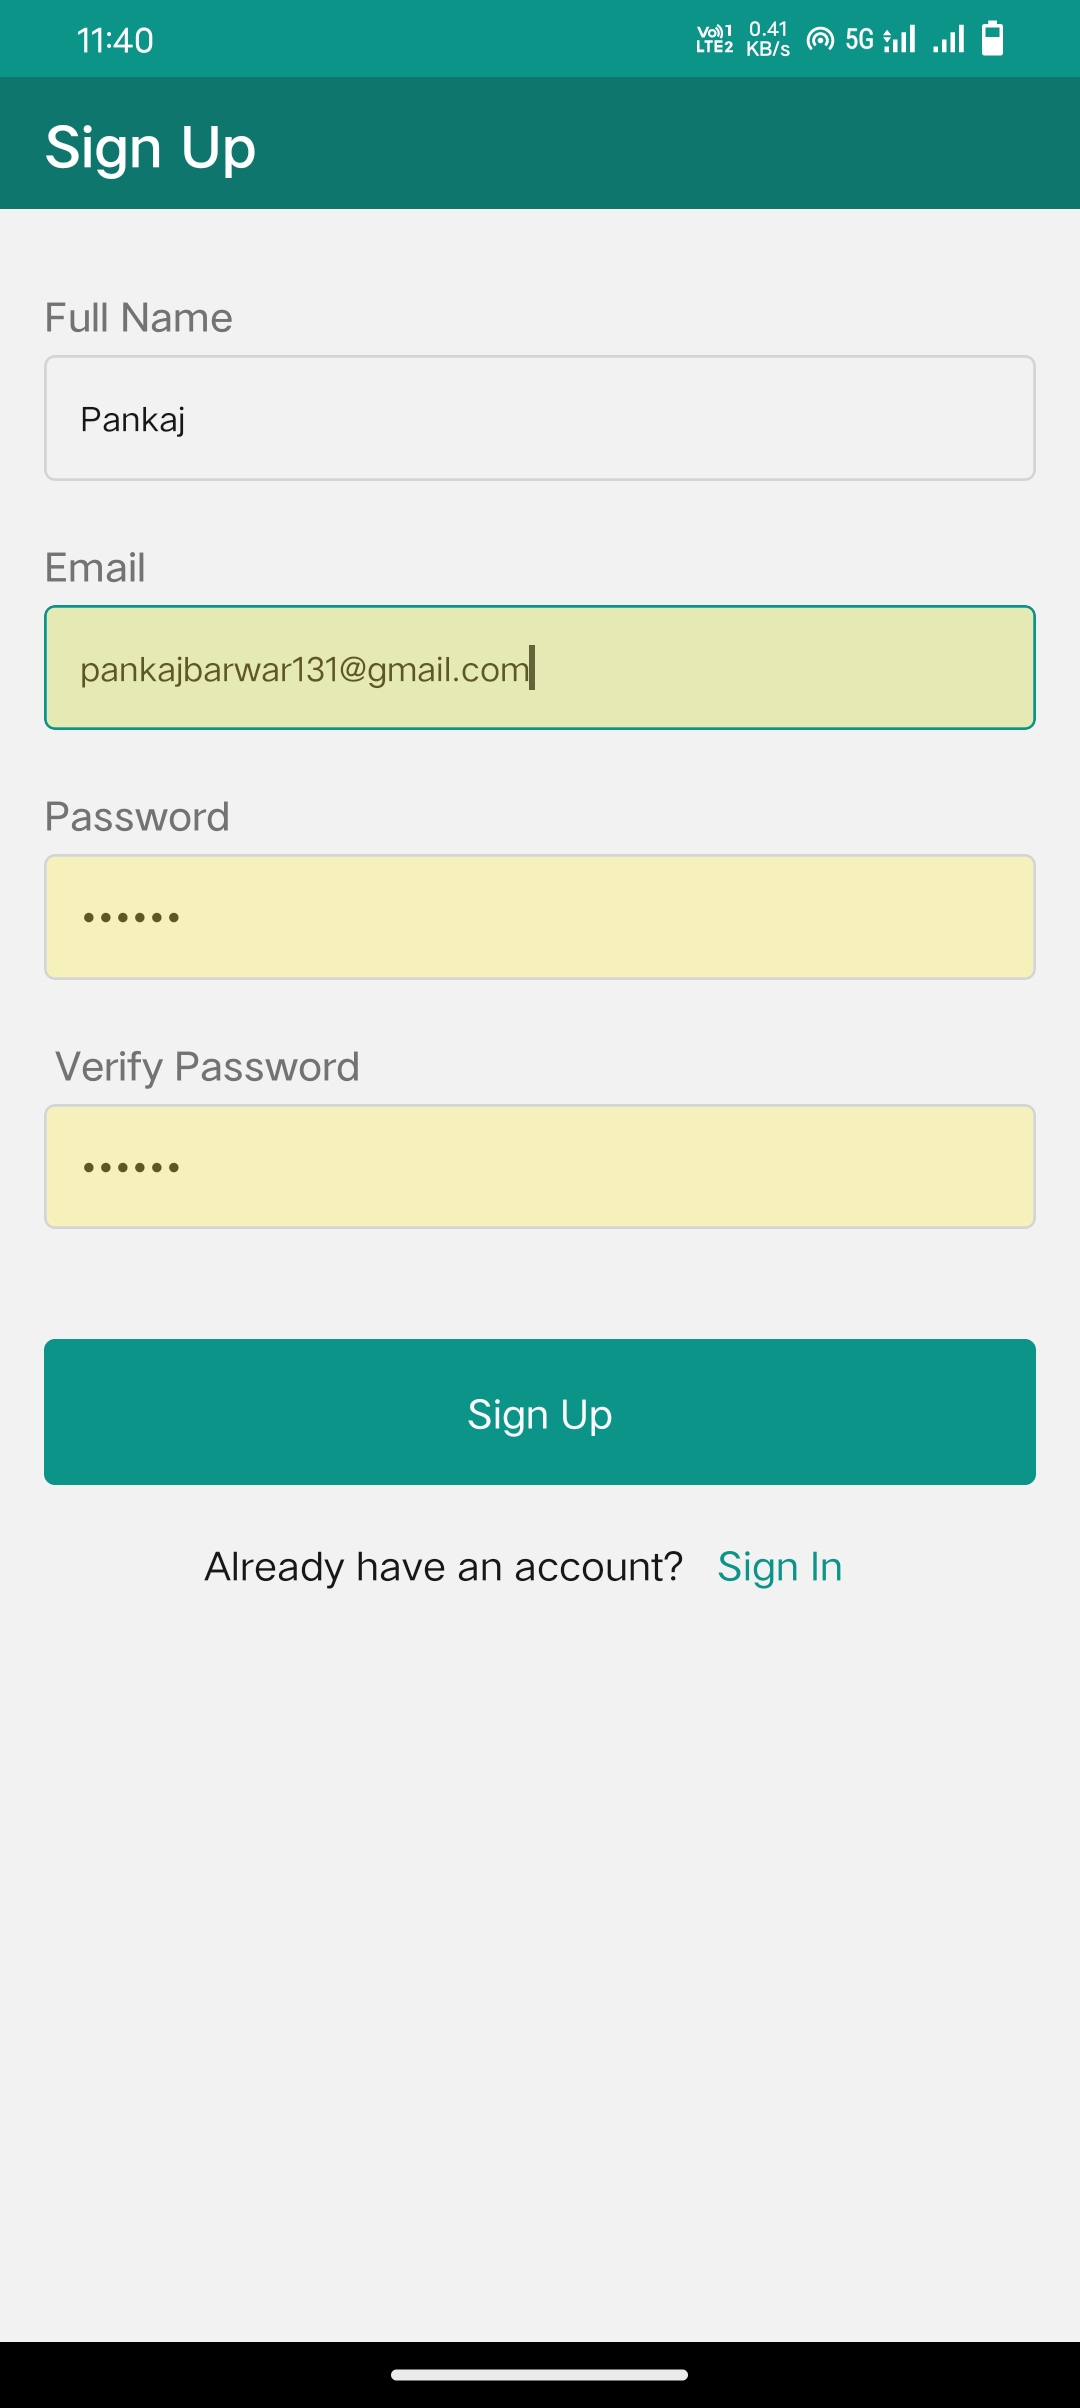 11:40 Vo 1 LTE2 0.41 KB/s 5G
Sign Up
Full Name
Pankaj
Email
pankajbarwar131@gmail.com
Password
••••••
Verify Password
••••••
Sign Up
Already have an account? Sign In